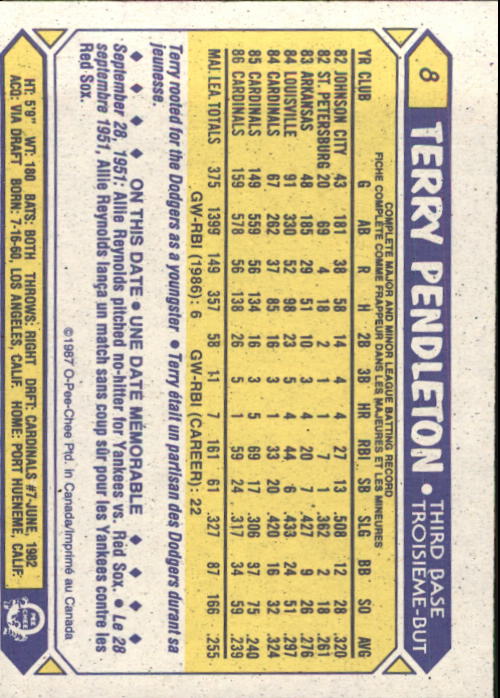 8
TERRY PENDLETON • THIRD BASE
TROISIÈME-BUT
COMPLETE MAJOR AND MINOR LEAGUE BATTING RECORD
FICHE COMPLÈTE COMME FRAPPEUR DANS LES MAJEURES ET LES MINEURES
YR CLUB G AB R H 2B 3B HR RBI SB SLG BB SO AVG
82 JOHNSON CITY 43 181 38 58 14 4 4 27 13 .508 12 28 .320
82 ST. PETERSBURG 20 69 4 18 2 1 1 7 1 .362 2 18 .261
83 ARKANSAS 48 185 29 51 10 3 4 20 7 .427 9 26 .276
84 LOUISVILLE 91 330 52 98 23 5 4 44 6 .433 24 51 .297
84 CARDINALS 67 262 37 85 16 3 1 33 20 .420 16 32 .324
85 CARDINALS 149 559 56 134 16 3 5 69 17 .306 37 75 .240
86 CARDINALS 159 578 56 138 26 5 1 59 24 .317 34 59 .239
MAJ. LEA TOTALS 375 1399 149 357 58 11 7 161 61 .327 87 166 .255
GW-RBI (1986): 6 GW-RBI (CAREER): 22
Terry rooted for the Dodgers as a youngster • Terry était un partisan des Dodgers durant sa
jeunesse.
ON THIS DATE • UNE DATE MÉMORABLE
September 28, 1951: Allie Reynolds pitched no-hitter for Yankees vs. Red Sox. • Le 28
septembre 1951, Allie Reynolds lança un match sans coup sûr pour les Yankees contre les
Red Sox.
©1987 O-Pee-Chee Ptd. in Canada/Imprimé au Canada
HT: 5'9" WT: 180 BATS: BOTH THROWS: RIGHT DRFT: CARDINALS #7-JUNE, 1982
ACQ: VIA DRAFT BORN: 7-16-60, LOS ANGELES, CALIF. HOME: PORT HUENEME, CALIF.
O
PEE
CHEE